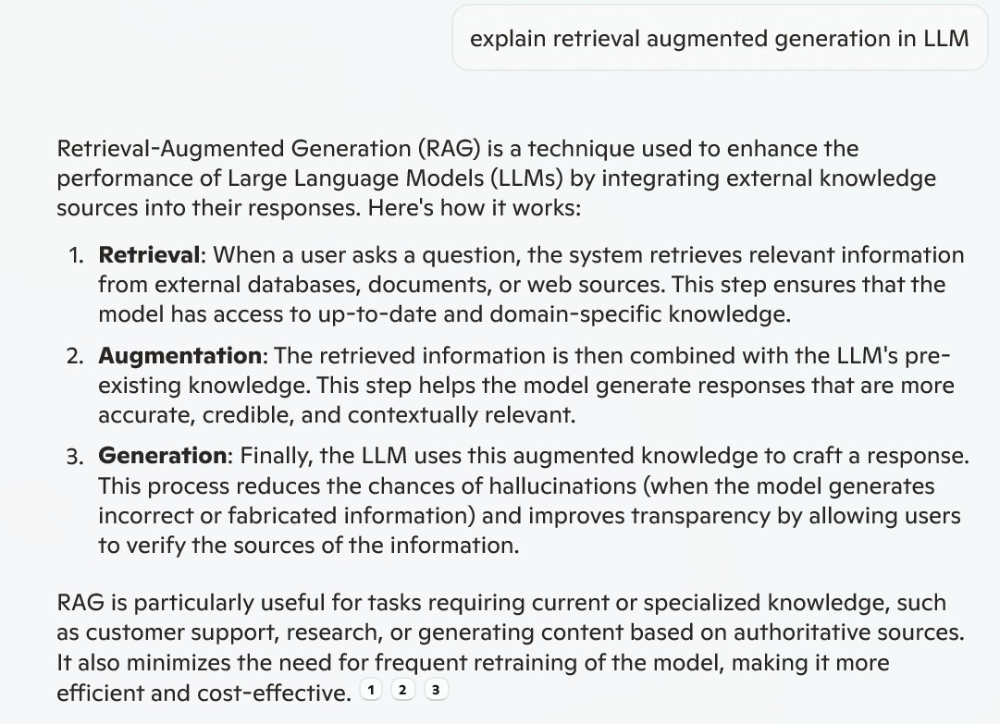 explain retrieval augmented generation in LLM
Retrieval-Augmented Generation (RAG) is a technique used to enhance the
performance of Large Language Models (LLMs) by integrating external knowledge
sources into their responses. Here's how it works:
1. Retrieval: When a user asks a question, the system retrieves relevant information
from external databases, documents, or web sources. This step ensures that the
model has access to up-to-date and domain-specific knowledge.
2. Augmentation: The retrieved information is then combined with the LLM's pre-
existing knowledge. This step helps the model generate responses that are more
accurate, credible, and contextually relevant.
3. Generation: Finally, the LLM uses this augmented knowledge to craft a response.
This process reduces the chances of hallucinations (when the model generates
incorrect or fabricated information) and improves transparency by allowing users
to verify the sources of the information.
RAG is particularly useful for tasks requiring current or specialized knowledge, such
as customer support, research, or generating content based on authoritative sources.
It also minimizes the need for frequent retraining of the model, making it more
efficient and cost-effective. 1 2 3